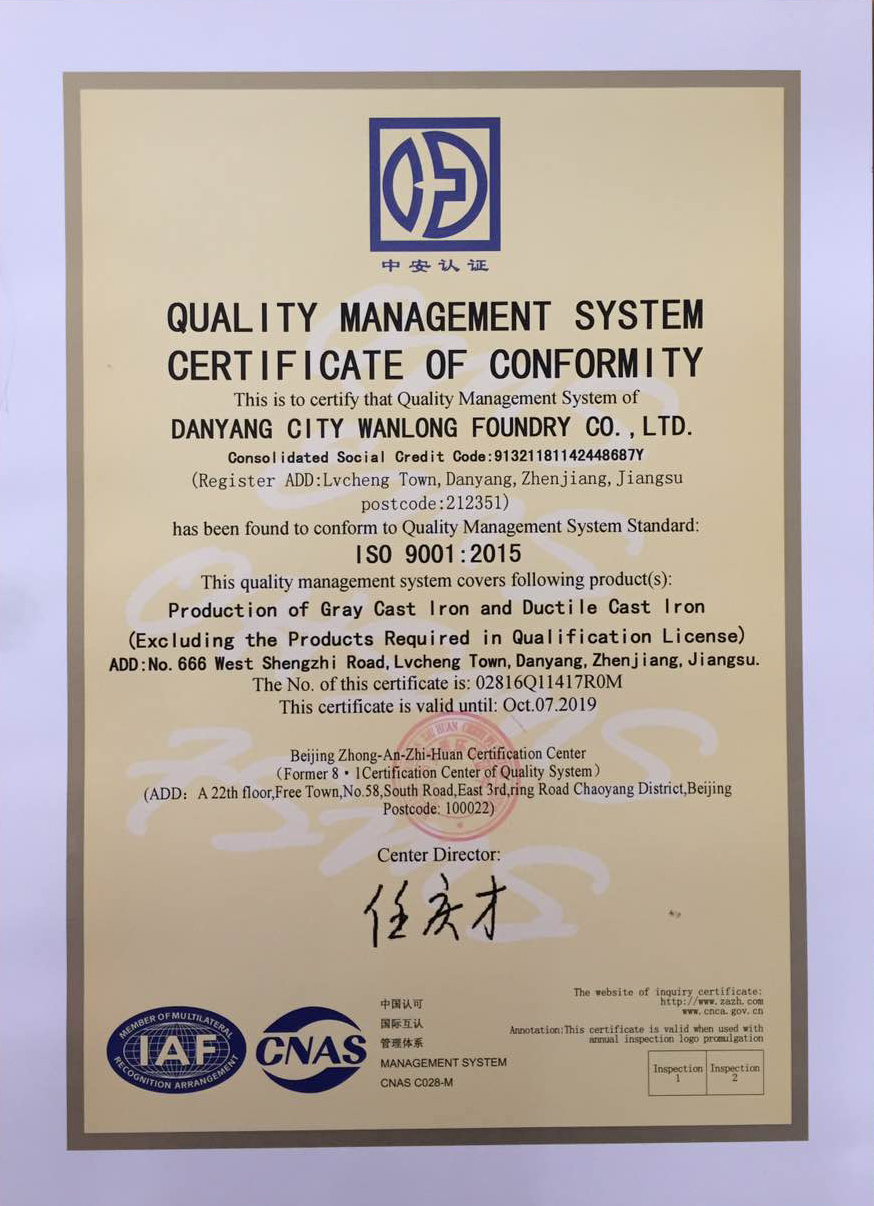 中安认证
QUALITY MANAGEMENT SYSTEM
CERTIFICATE OF CONFORMITY
This is to certify that Quality Management System of
DANYANG CITY WANLONG FOUNDRY CO.,LTD.
Consolidated Social Credit Code:91321181142448687Y
(Register ADD:Lvcheng Town,Danyang,Zhenjiang,Jiangsu
postcode:212351)
has been found to conform to Quality Management System Standard:
ISO 9001:2015
This quality management system covers following product(s):
Production of Gray Cast Iron and Ductile Cast Iron
(Excluding the Products Required in Qualification License)
ADD:No.666 West Shengzhi Road,Lvcheng Town,Danyang,Zhenjiang,Jiangsu.
The No. of this certificate is: 02816Q11417R0M
This certificate is valid until: Oct.07.2019
Beijing Zhong-An-Zhi-Huan Certification Center
（Former 8·1Certification Center of Quality System）
(ADD: A 22th floor,Free Town,No.58,South Road,East 3rd,ring Road Chaoyang District,Beijing
Postcode: 100022)
Center Director:
任庆才
The website of inquiry certificate:
http://www.zazh.com
www.cnca.gov.cn
Annotation:This certificate is valid when used with
annual inspection logo promulgation
Inspection 1
Inspection 2
MEMBER OF MULTILATERAL
IAF
RECOGNITION ARRANGEMENT
CNAS
中国认可
国际互认
管理体系
MANAGEMENT SYSTEM
CNAS C028-M